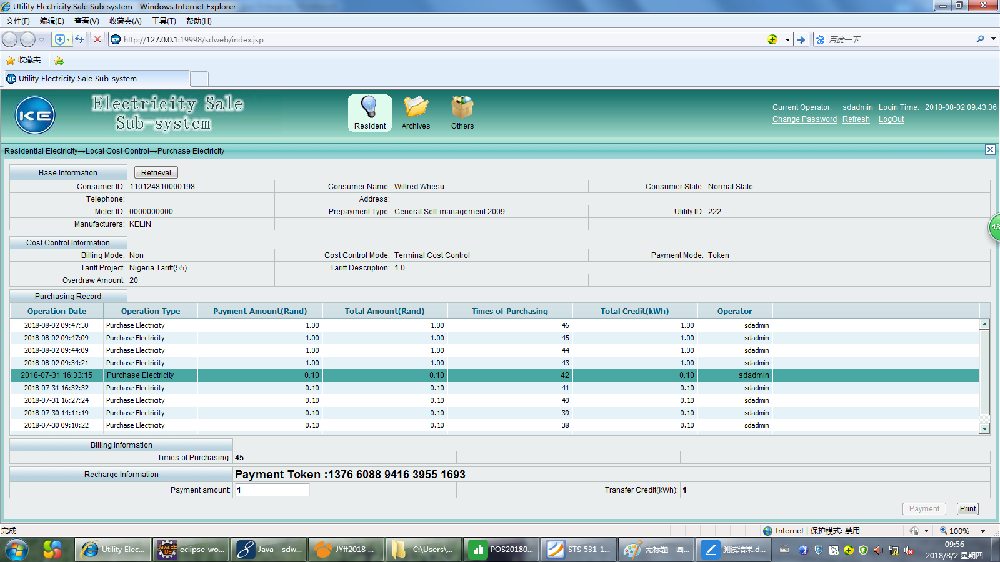 Utility Electricity Sale Sub-system - Windows Internet Explorer
文件(F) 编辑(E) 查看(V) 收藏夹(A) 工具(T) 帮助(H)
http://127.0.0.1:19998/sdweb/index.jsp 百度一下
收藏夹
Utility Electricity Sale Sub-system
KE
Electricity Sale
Sub-system
Resident Archives Others
Current Operator: sdadmin Login Time: 2018-08-02 09:43:36
Change Password Refresh LogOut
Residential Electricity→Local Cost Control→Purchase Electricity
Base Information Retrieval
Consumer ID: 110124810000198 Consumer Name: Wilfred Whesu Consumer State: Normal State
Telephone: Address:
Meter ID: 0000000000 Prepayment Type: General Self-management 2009 Utility ID: 222
Manufacturers: KELIN
43
Cost Control Information
Billing Mode: Non Cost Control Mode: Terminal Cost Control Payment Mode: Token
Tariff Project: Nigeria Tariff(55) Tariff Description: 1.0
Overdraw Amount: 20
Purchasing Record
Operation Date Operation Type Payment Amount(Rand) Total Amount(Rand) Times of Purchasing Total Credit(kWh) Operator
2018-08-02 09:47:30 Purchase Electricity 1.00 1.00 46 1.00 sdadmin
2018-08-02 09:47:09 Purchase Electricity 1.00 1.00 45 1.00 sdadmin
2018-08-02 09:44:09 Purchase Electricity 1.00 1.00 44 1.00 sdadmin
2018-08-02 09:34:21 Purchase Electricity 1.00 1.00 43 1.00 sdadmin
2018-07-31 16:33:15 Purchase Electricity 0.10 0.10 42 0.10 sdadmin
2018-07-31 16:32:32 Purchase Electricity 0.10 0.10 41 0.10 sdadmin
2018-07-31 16:27:24 Purchase Electricity 0.10 0.10 40 0.10 sdadmin
2018-07-30 14:11:19 Purchase Electricity 0.10 0.10 39 0.10 sdadmin
2018-07-30 09:10:22 Purchase Electricity 0.10 0.10 38 0.10 sdadmin
Billing Information
Times of Purchasing: 45
Recharge Information Payment Token :1376 6088 9416 3955 1693
Payment amount: 1 Transfer Credit(kWh): 1
Payment Print
完成 Internet | 保护模式: 禁用 100%
Utility Elec... eclipse-wo... Java - sdw... JYff2018 ... C:\Users\... POS20180... STS 531-1... 无标题 - 画... 测试结果.d...
09:56
2018/8/2 星期四